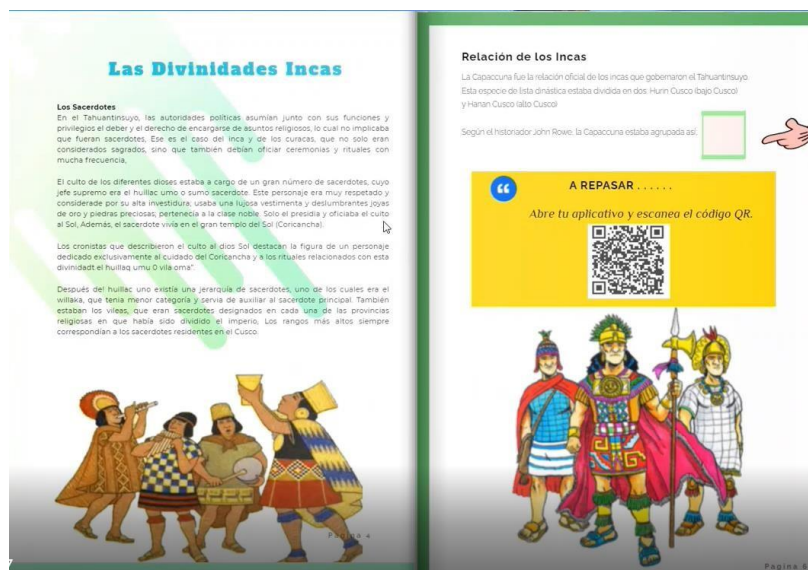 Las Divinidades Incas
Los Sacerdotes
En el Tahuantinsuyo, las autoridades políticas asumían junto con sus funciones y
privilegios el deber y el derecho de encargarse de asuntos religiosos, lo cual no implicaba
que fueran sacerdotes, Ese es el caso del Inca y de los curacas, que no solo eran
considerados sagrados, sino que también debían oficiar ceremonias y rituales con
mucha frecuencia,
El culto de los diferentes dioses estaba a cargo de un gran número de sacerdotes, cuyo
jefe supremo era el huillac umo o sumo sacerdote. Este personaje era muy respetado y
considerade por su alta investidura; usaba una lujosa vestimenta y deslumbrantes joyas
de oro y piedras preciosas; pertenecía a la clase noble. Solo el presidia y oficiaba el cuito
al Sol, Además, el sacerdote vivía en el gran templo del Sol (Coricancha).
Los cronistas que describieron el culto al dios Sol destacan la figura de un personaje
dedicado exclusivamente al cuidado del Coricancha y a los rituales relacionados con esta
divinidadt el huillaq umu 0 vila oma".
Después del huillac uno existía una jerarquía de sacerdotes, uno de los cuales era el
willaka, que tenia menor categoría y servia de auxiliar al sacerdote principal. También
estaban los vileas, que eran sacerdotes designados en cada una de las provincias
religiosas en que había sido dividido el imperio, Los rangos más altos siempre
correspondían a los sacerdotes residentes en el Cusco.
Pagina 4
Relación de los Incas
La Capaccuna fue la relación oficial de los incas que gobernaron el Tahuantinsuyo.
Esta especie de lista dinástica estaba dividida en dos: Hurin Cusco (bajo Cusco)
y Hanan Cusco (alto Cusco)
Según el historiador John Rowe, la Capaccuna estaba agrupada así:
A REPASAR . . . . . .
Abre tu aplicativo y escanea el código QR.
Pagina 6